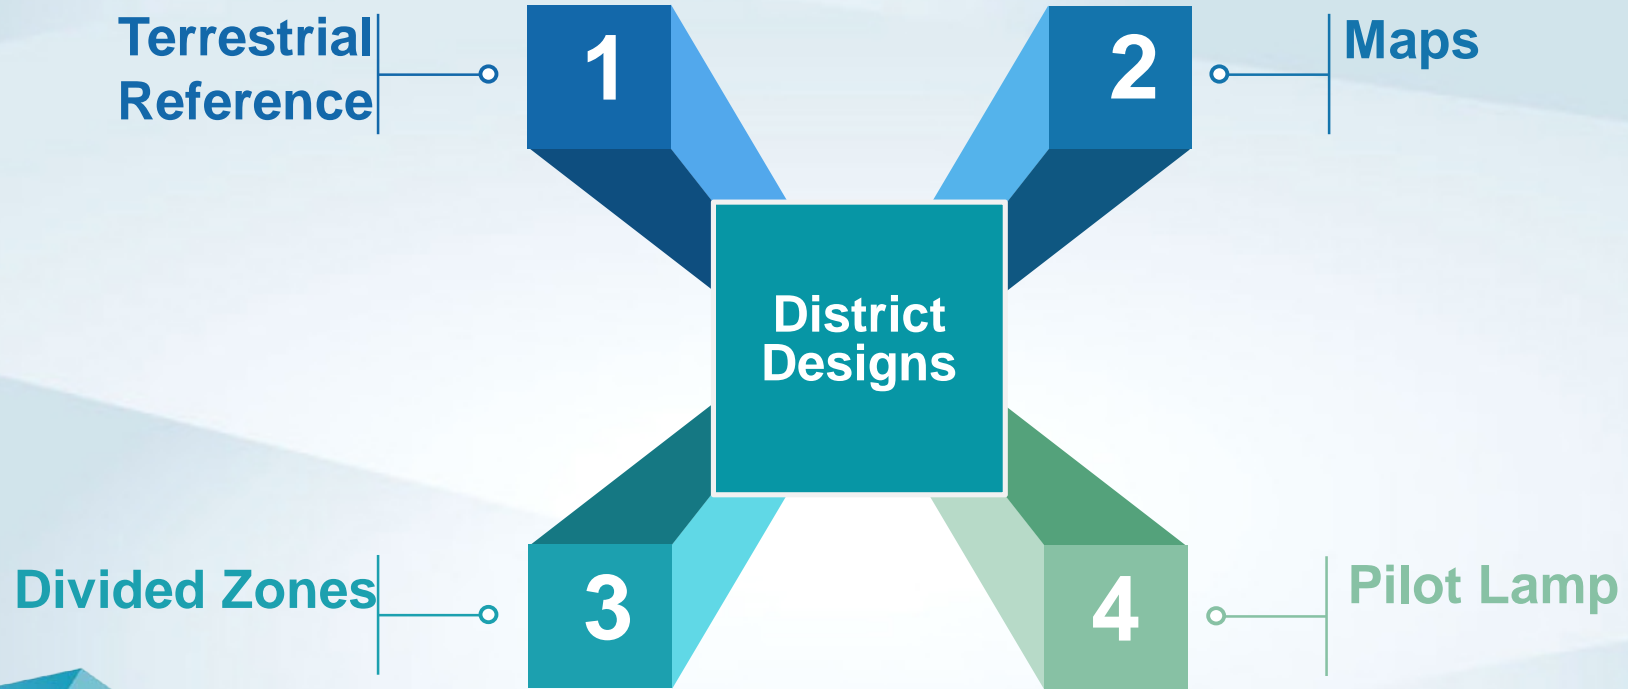 Terrestrial
Reference
1
2
Maps
District
Designs
Divided Zones
3
4
Pilot Lamp